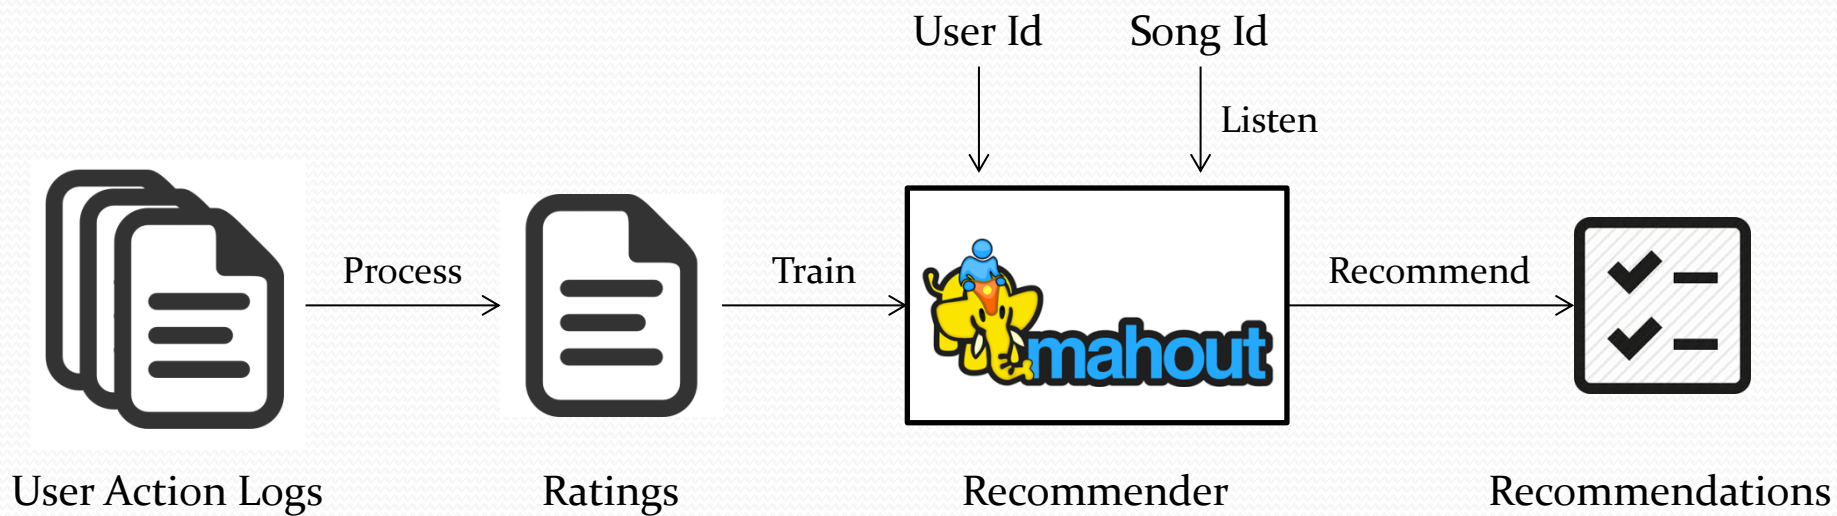 User Id
Song Id
Listen
Process
Train
Recommend
mahout
User Action Logs
Ratings
Recommender
Recommendations